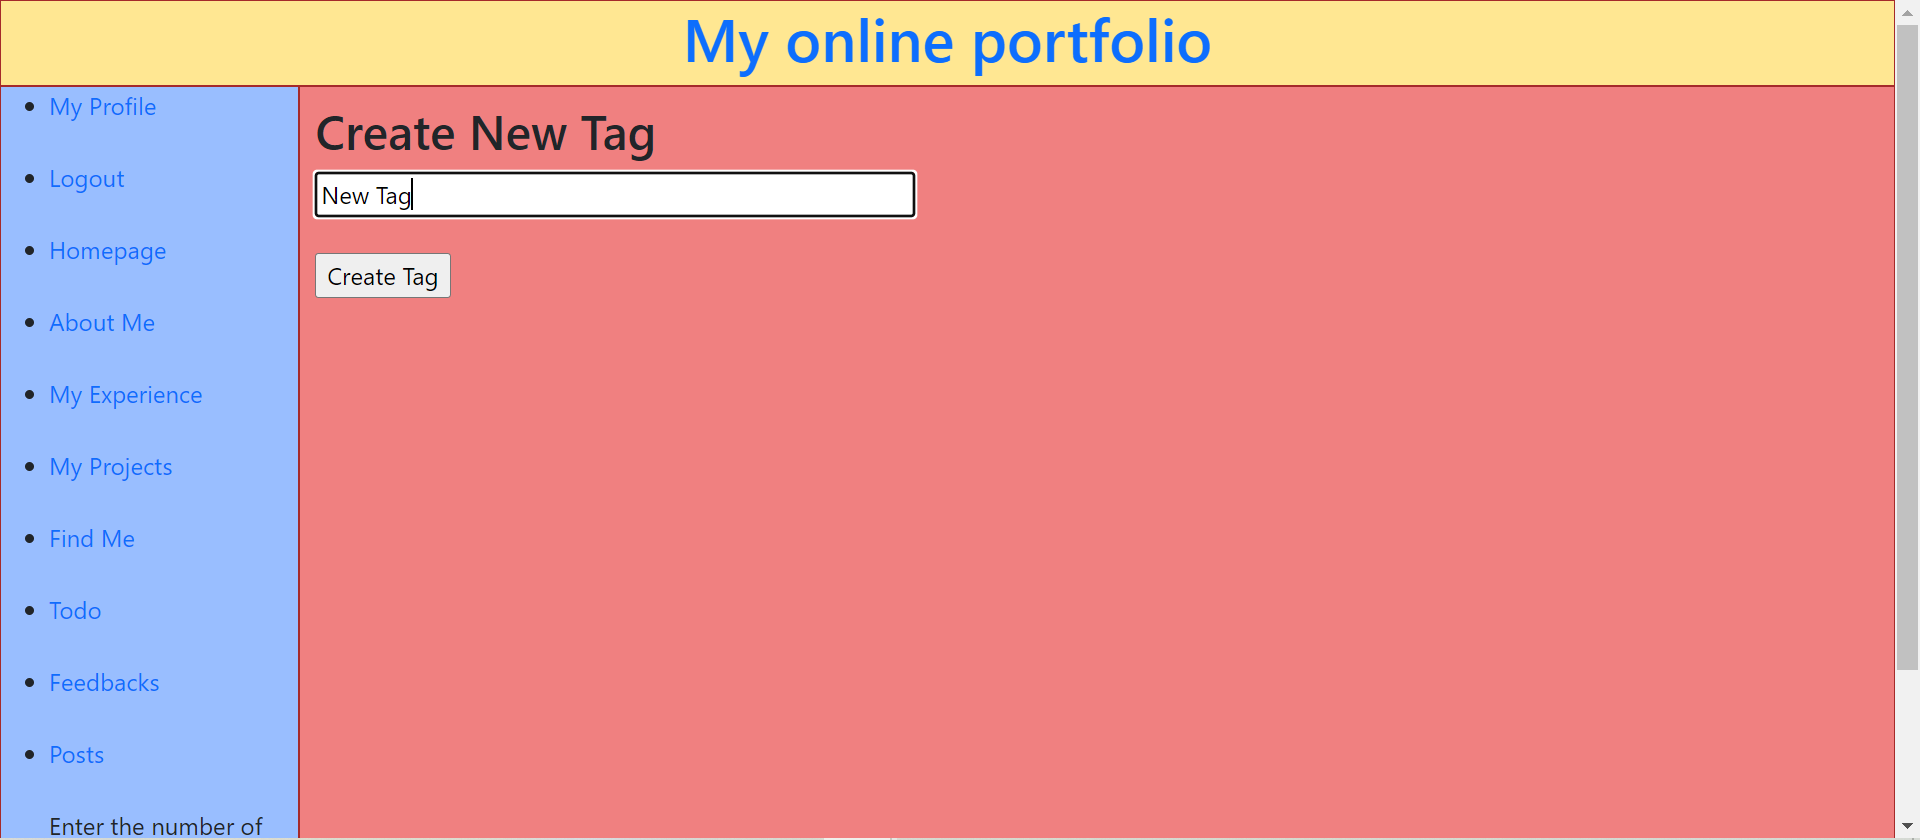 My online portfolio
My Profile
Logout
Homepage
About Me
My Experience
My Projects
Find Me
Todo
Feedbacks
Posts
Enter the number of
Create New Tag
New Tag
Create Tag